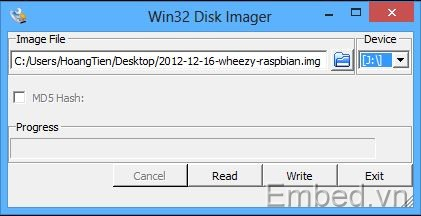 Win32 Disk Imager
Image File
Device
C:/Users/HoangTien/Desktop/2012-12-16-wheezy-raspbian.img
[J:\]
MD5 Hash:
Progress
Cancel Read Write Exit
Embed.vn